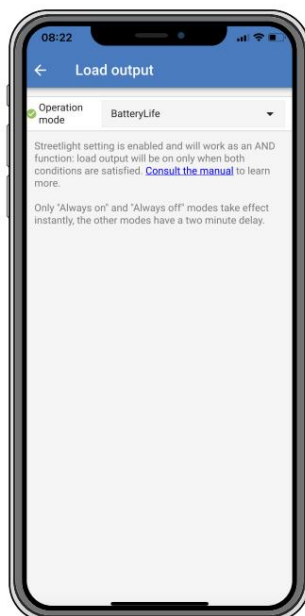 08:22
Load output
Operation
mode
BatteryLife
Streetlight setting is enabled and will work as an AND
function: load output will be on only when both
conditions are satisfied. Consult the manual to learn
more.
Only "Always on" and "Always off" modes take effect
instantly, the other modes have a two minute delay.